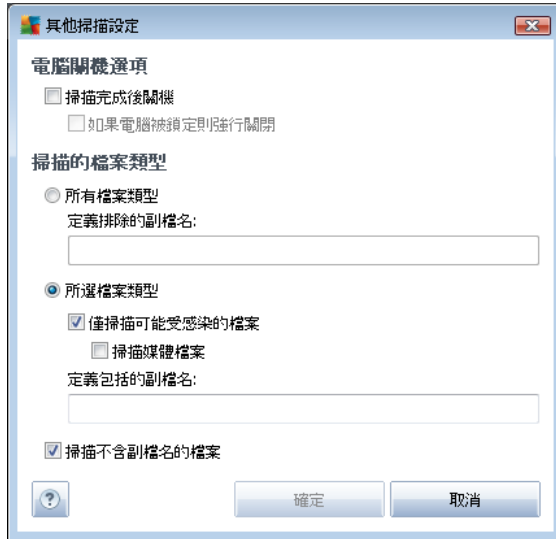 其他掃描設定
電腦關機選項
掃描完成後關機
如果電腦被鎖定則強行關閉
掃描的檔案類型
所有檔案類型
定義排除的副檔名:
所選檔案類型
僅掃描可能受感染的檔案
掃描媒體檔案
定義包括的副檔名:
掃描不含副檔名的檔案
?
確定
取消